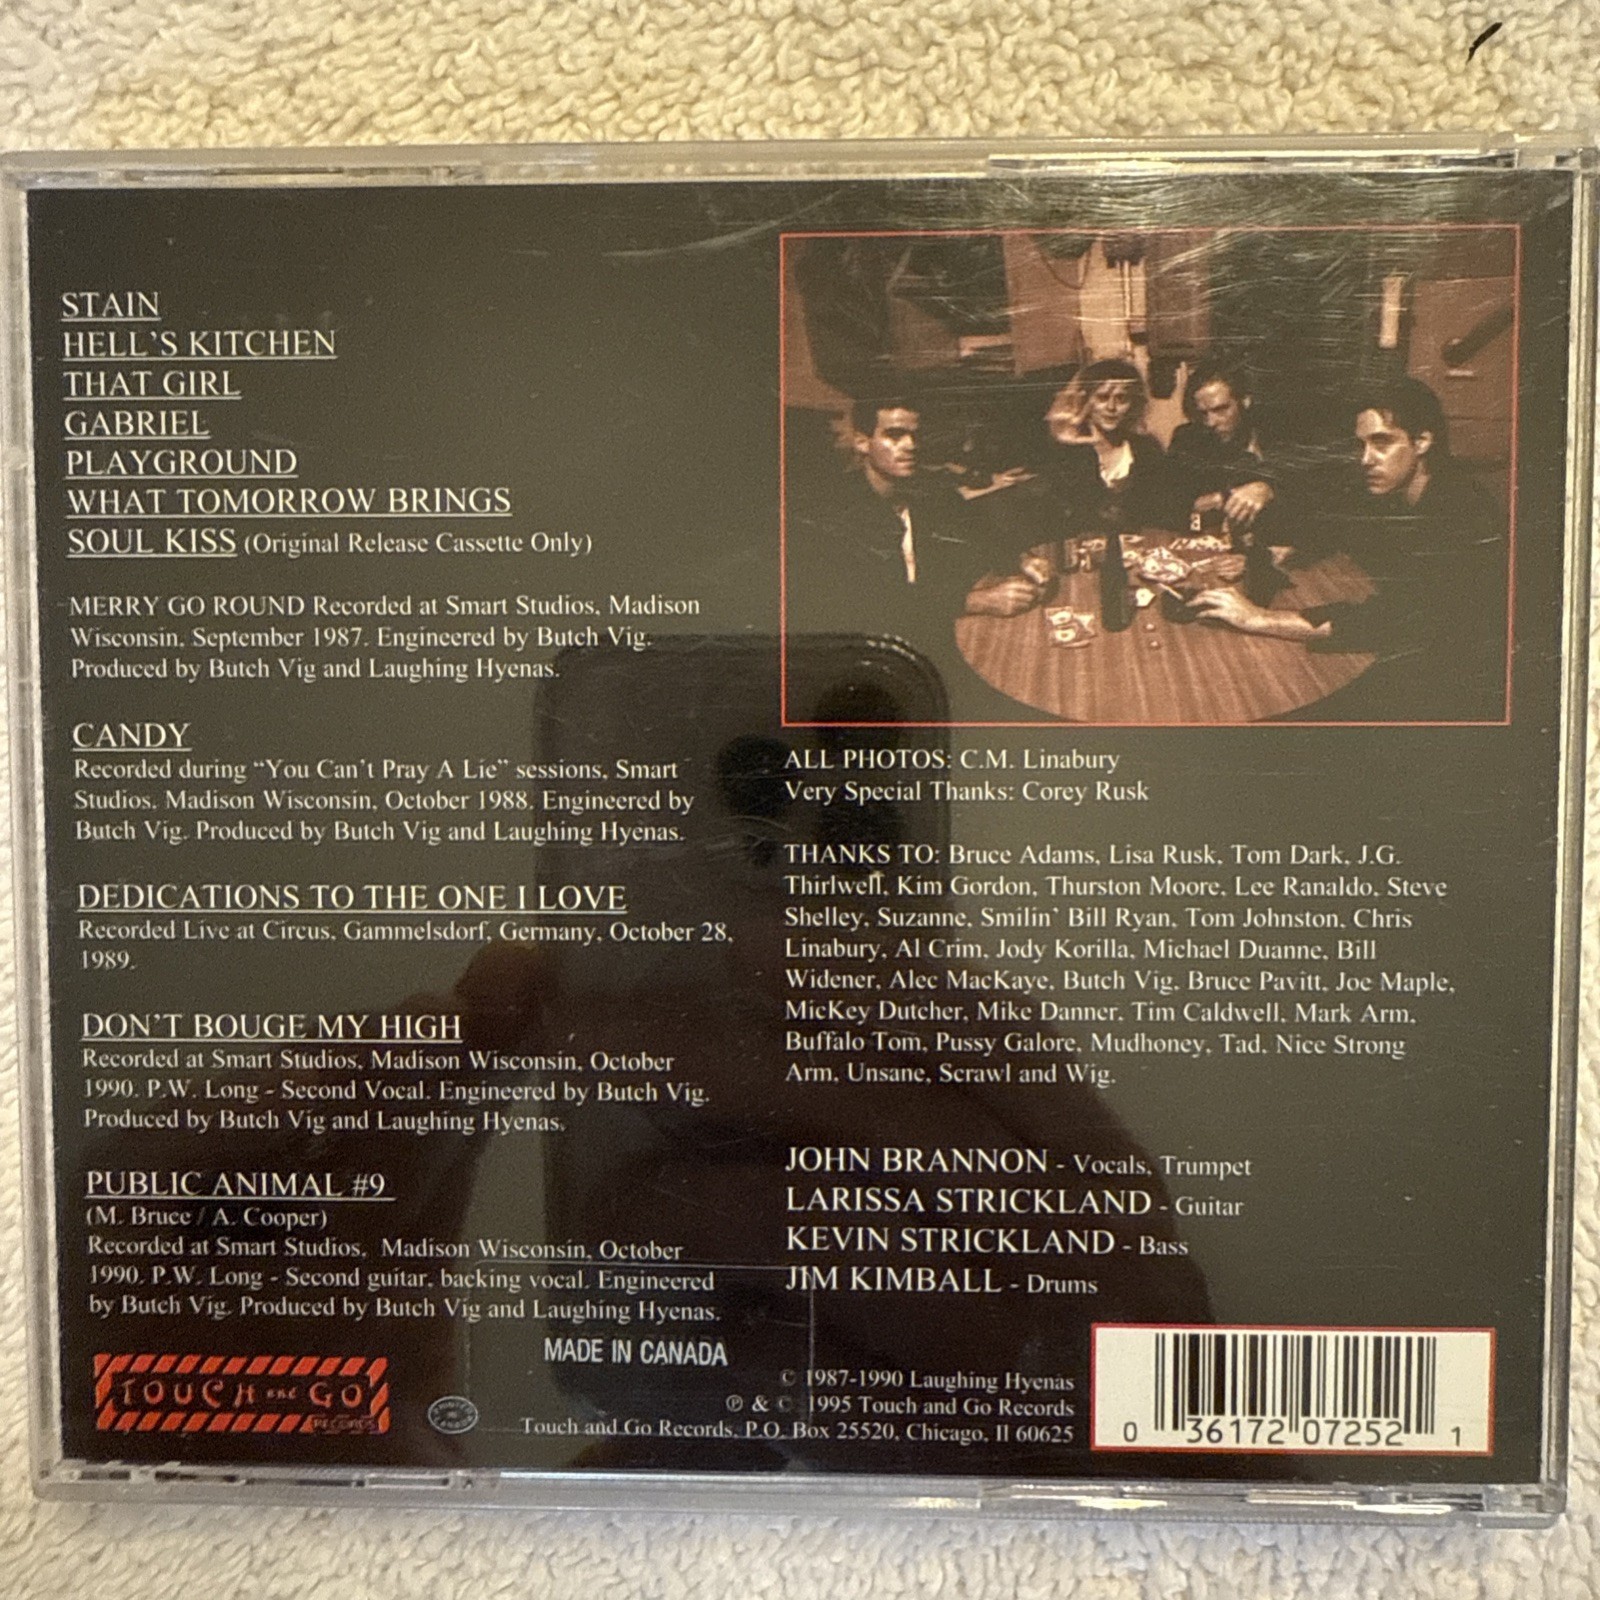 STAIN
HELL'S KITCHEN
THAT GIRL
GABRIEL
PLAYGROUND
WHAT TOMORROW BRINGS
SOUL KISS (Original Release Cassette Only)
MERRY GO ROUND Recorded at Smart Studios, Madison
Wisconsin, September 1987. Engineered by Butch Vig.
Produced by Butch Vig and Laughing Hyenas.
CANDY
Recorded during “You Can't Pray A Lie” sessions, Smart
Studios, Madison Wisconsin, October 1988. Engineered by
Butch Vig. Produced by Butch Vig and Laughing Hyenas.
DEDICATIONS TO THE ONE I LOVE
Recorded Live at Circus, Gammelsdorf, Germany, October 28,
1989.
DON'T BOUGE MY HIGH
Recorded at Smart Studios, Madison Wisconsin, October
1990. P.W. Long - Second Vocal. Engineered by Butch Vig.
Produced by Butch Vig and Laughing Hyenas.
PUBLIC ANIMAL #9
(M. Bruce / A. Cooper)
Recorded at Smart Studios, Madison Wisconsin, October
1990. P.W. Long - Second guitar, backing vocal. Engineered
by Butch Vig. Produced by Butch Vig and Laughing Hyenas.
MADE IN CANADA
TOUCH and GO
RECORDS
ALL PHOTOS: C.M. Linabury
Very Special Thanks: Corey Rusk
THANKS TO: Bruce Adams, Lisa Rusk, Tom Dark, J.G.
Thirlwell, Kim Gordon, Thurston Moore, Lee Ranaldo, Steve
Shelley, Suzanne, Smilin' Bill Ryan, Tom Johnston, Chris
Linabury, Al Crim, Jody Korilla, Michael Duanne, Bill
Widener, Alec MacKaye, Butch Vig, Bruce Pavitt, Joe Maple,
MicKey Dutcher, Mike Danner, Tim Caldwell, Mark Arm,
Buffalo Tom, Pussy Galore, Mudhoney, Tad, Nice Strong
Arm, Unsane, Scrawl and Wig.
JOHN BRANNON - Vocals, Trumpet
LARISSA STRICKLAND - Guitar
KEVIN STRICKLAND - Bass
JIM KIMBALL - Drums
© 1987-1990 Laughing Hyenas
℗ & © 1995 Touch and Go Records
Touch and Go Records, P.O. Box 25520, Chicago, Il 60625
0 36172 07252 1